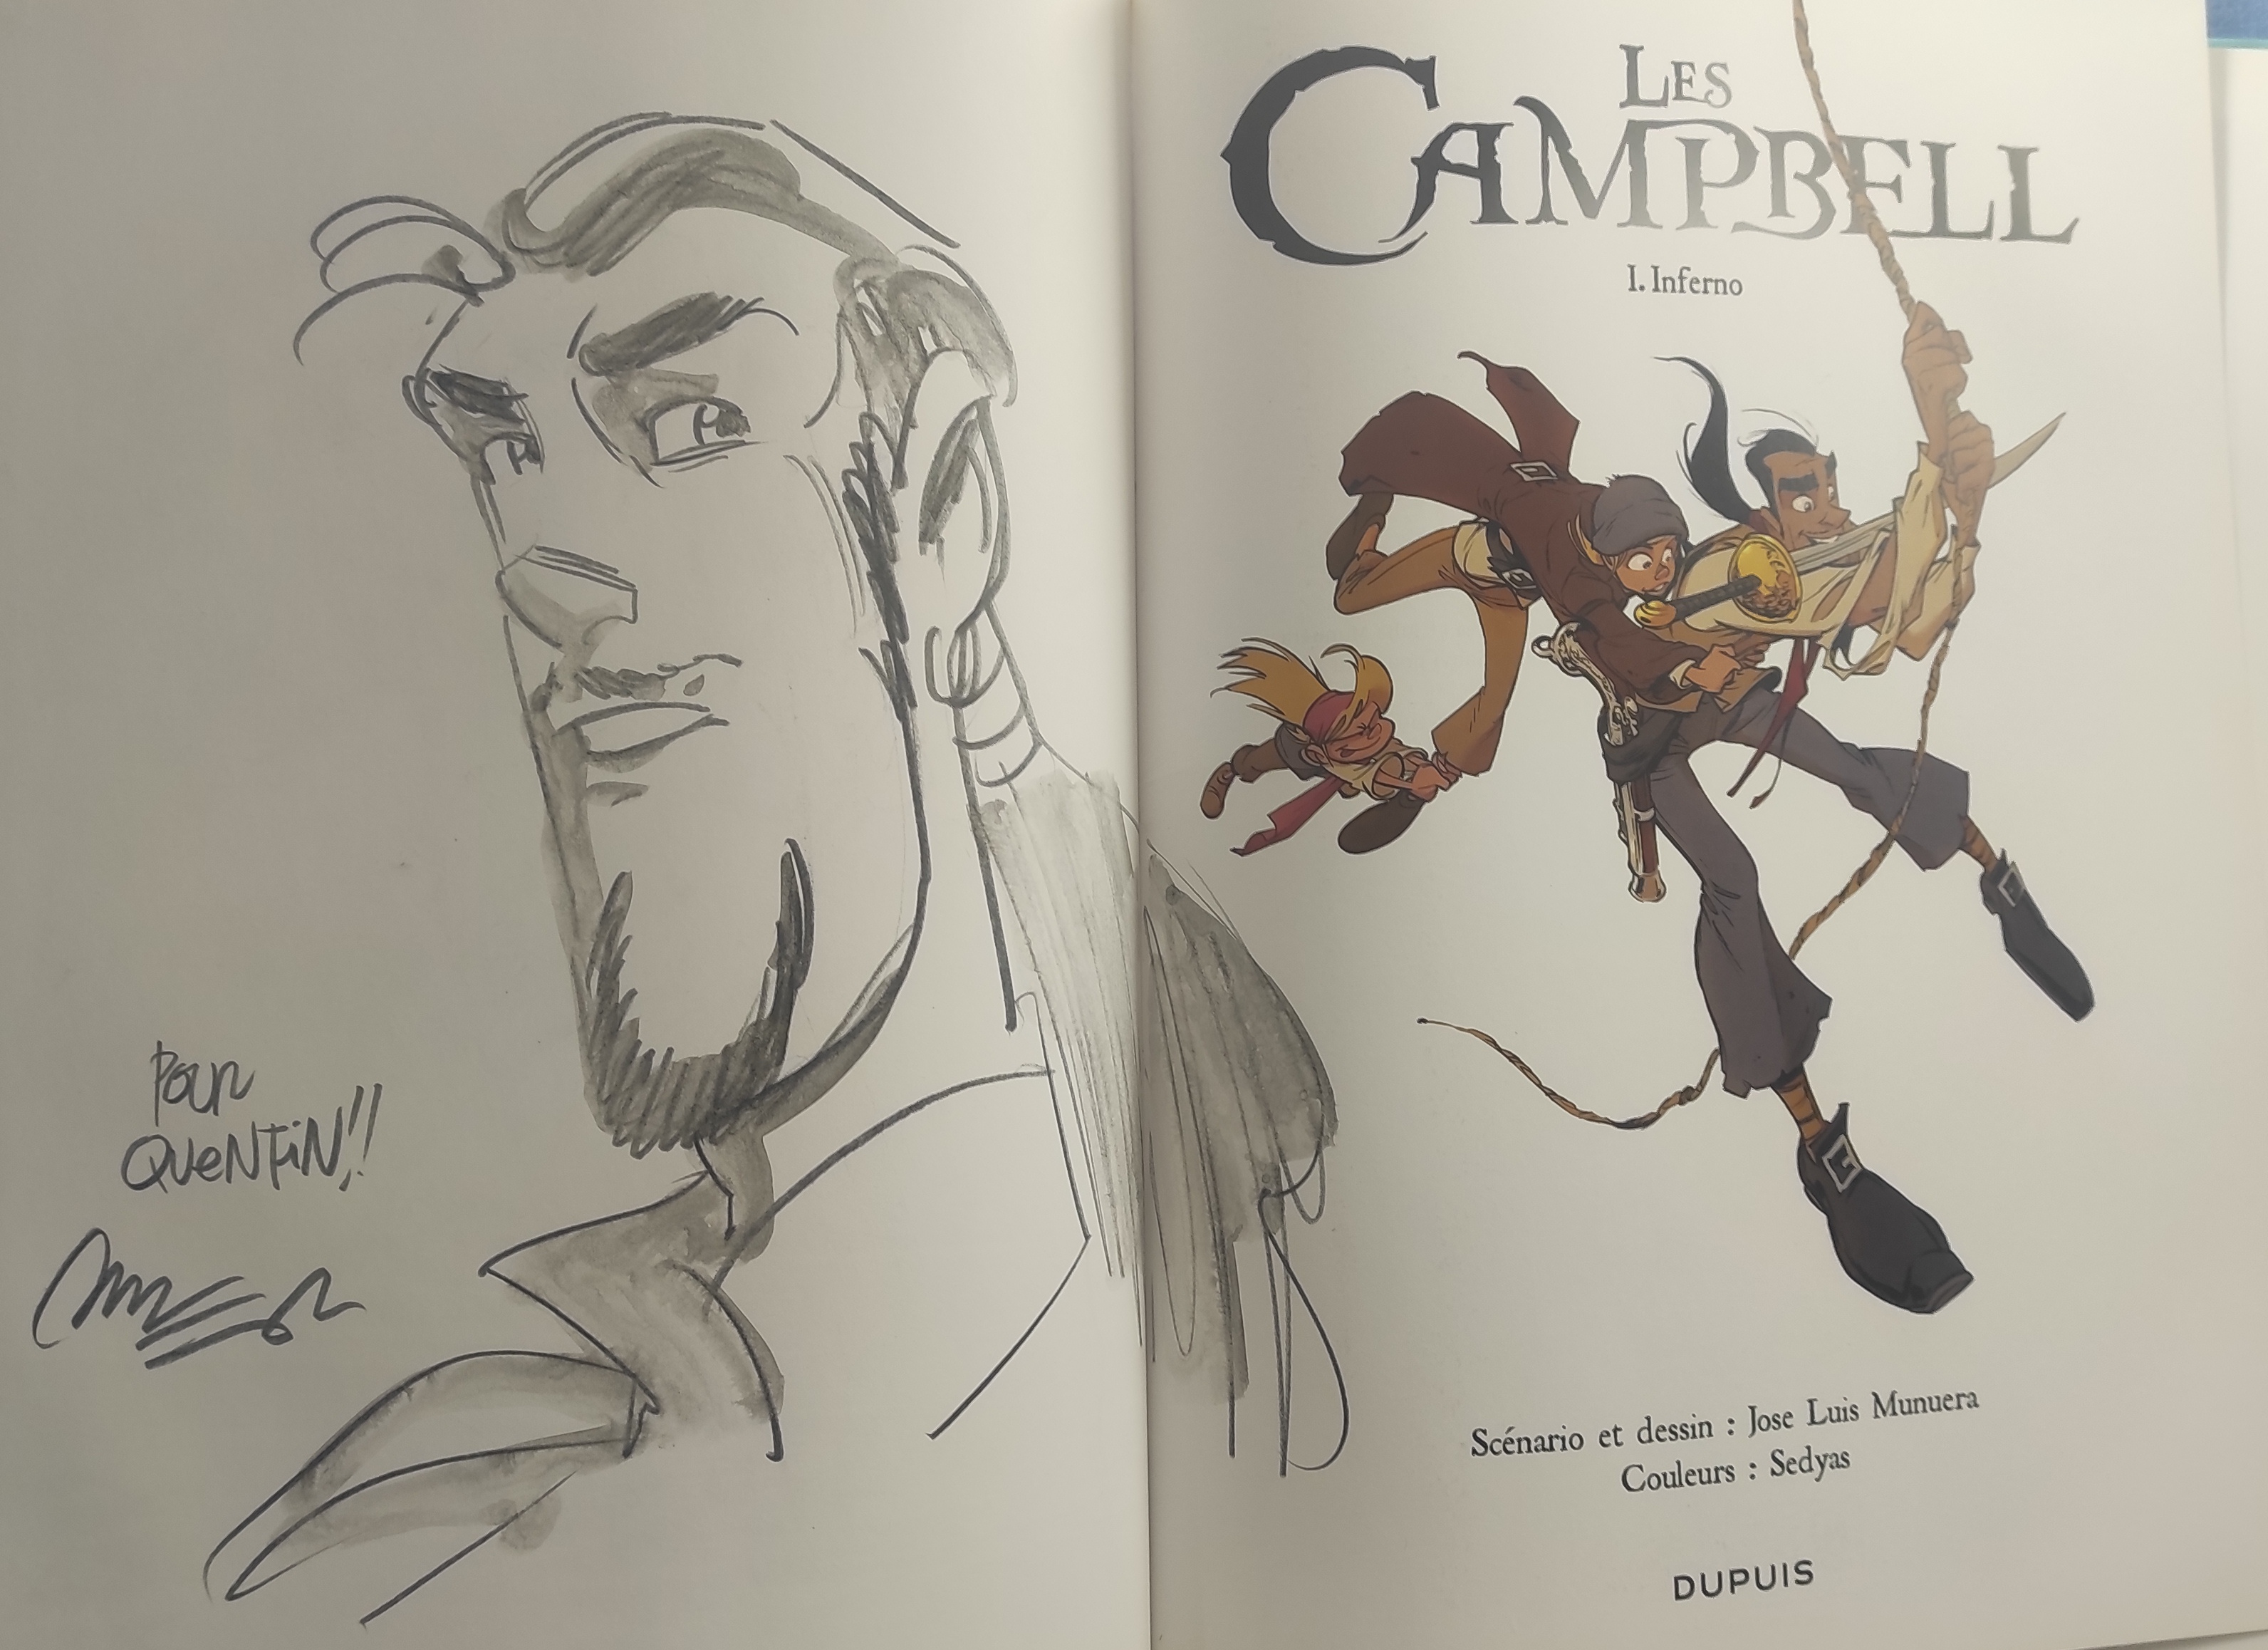 Pour
QUENTiN!!
LES
CAMPBELL
I. Inferno
Scénario et dessin : Jose Luis Munuera
Couleurs : Sedyas
DUPUIS